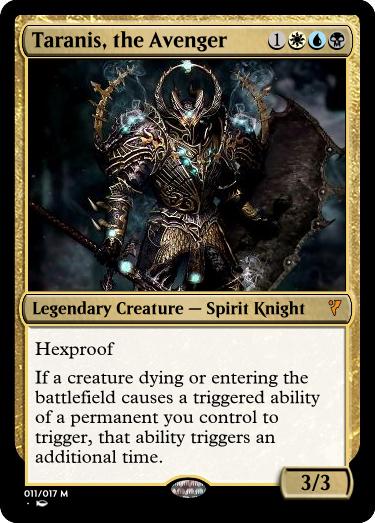 Taranis, the Avenger 1
Legendary Creature — Spirit Knight
Hexproof
If a creature dying or entering the
battlefield causes a triggered ability
of a permanent you control to
trigger, that ability triggers an
additional time.
3/3
011/017 M